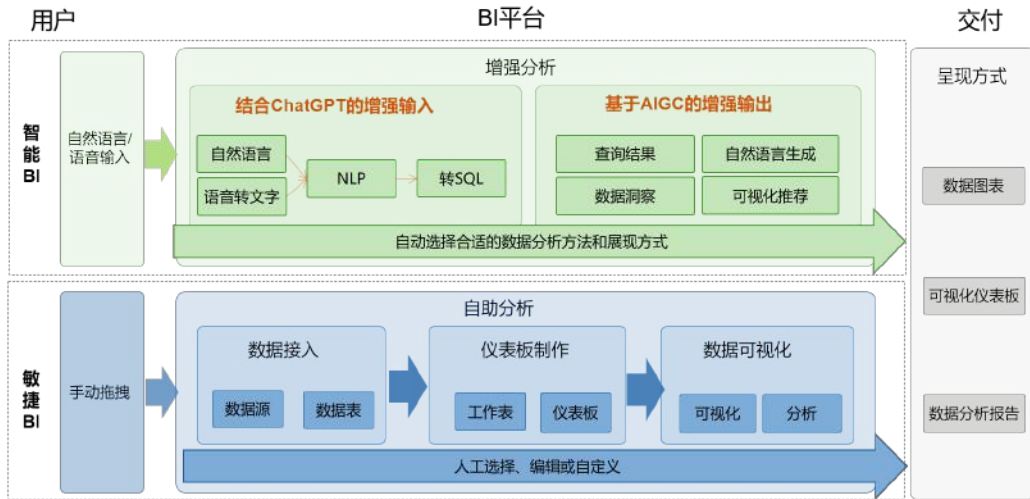 用户
BI平台
交付
智能BI
自然语言/
语音输入
增强分析
结合ChatGPT的增强输入
自然语言
语音转文字
NLP
转SQL
基于AIGC的增强输出
查询结果
自然语言生成
数据洞察
可视化推荐
自动选择合适的数据分析方法和展现方式
敏捷BI
手动拖拽
自助分析
数据接入
数据源
数据表
仪表板制作
工作表
仪表板
数据可视化
可视化
分析
人工选择、编辑或自定义
呈现方式
数据图表
可视化仪表板
数据分析报告